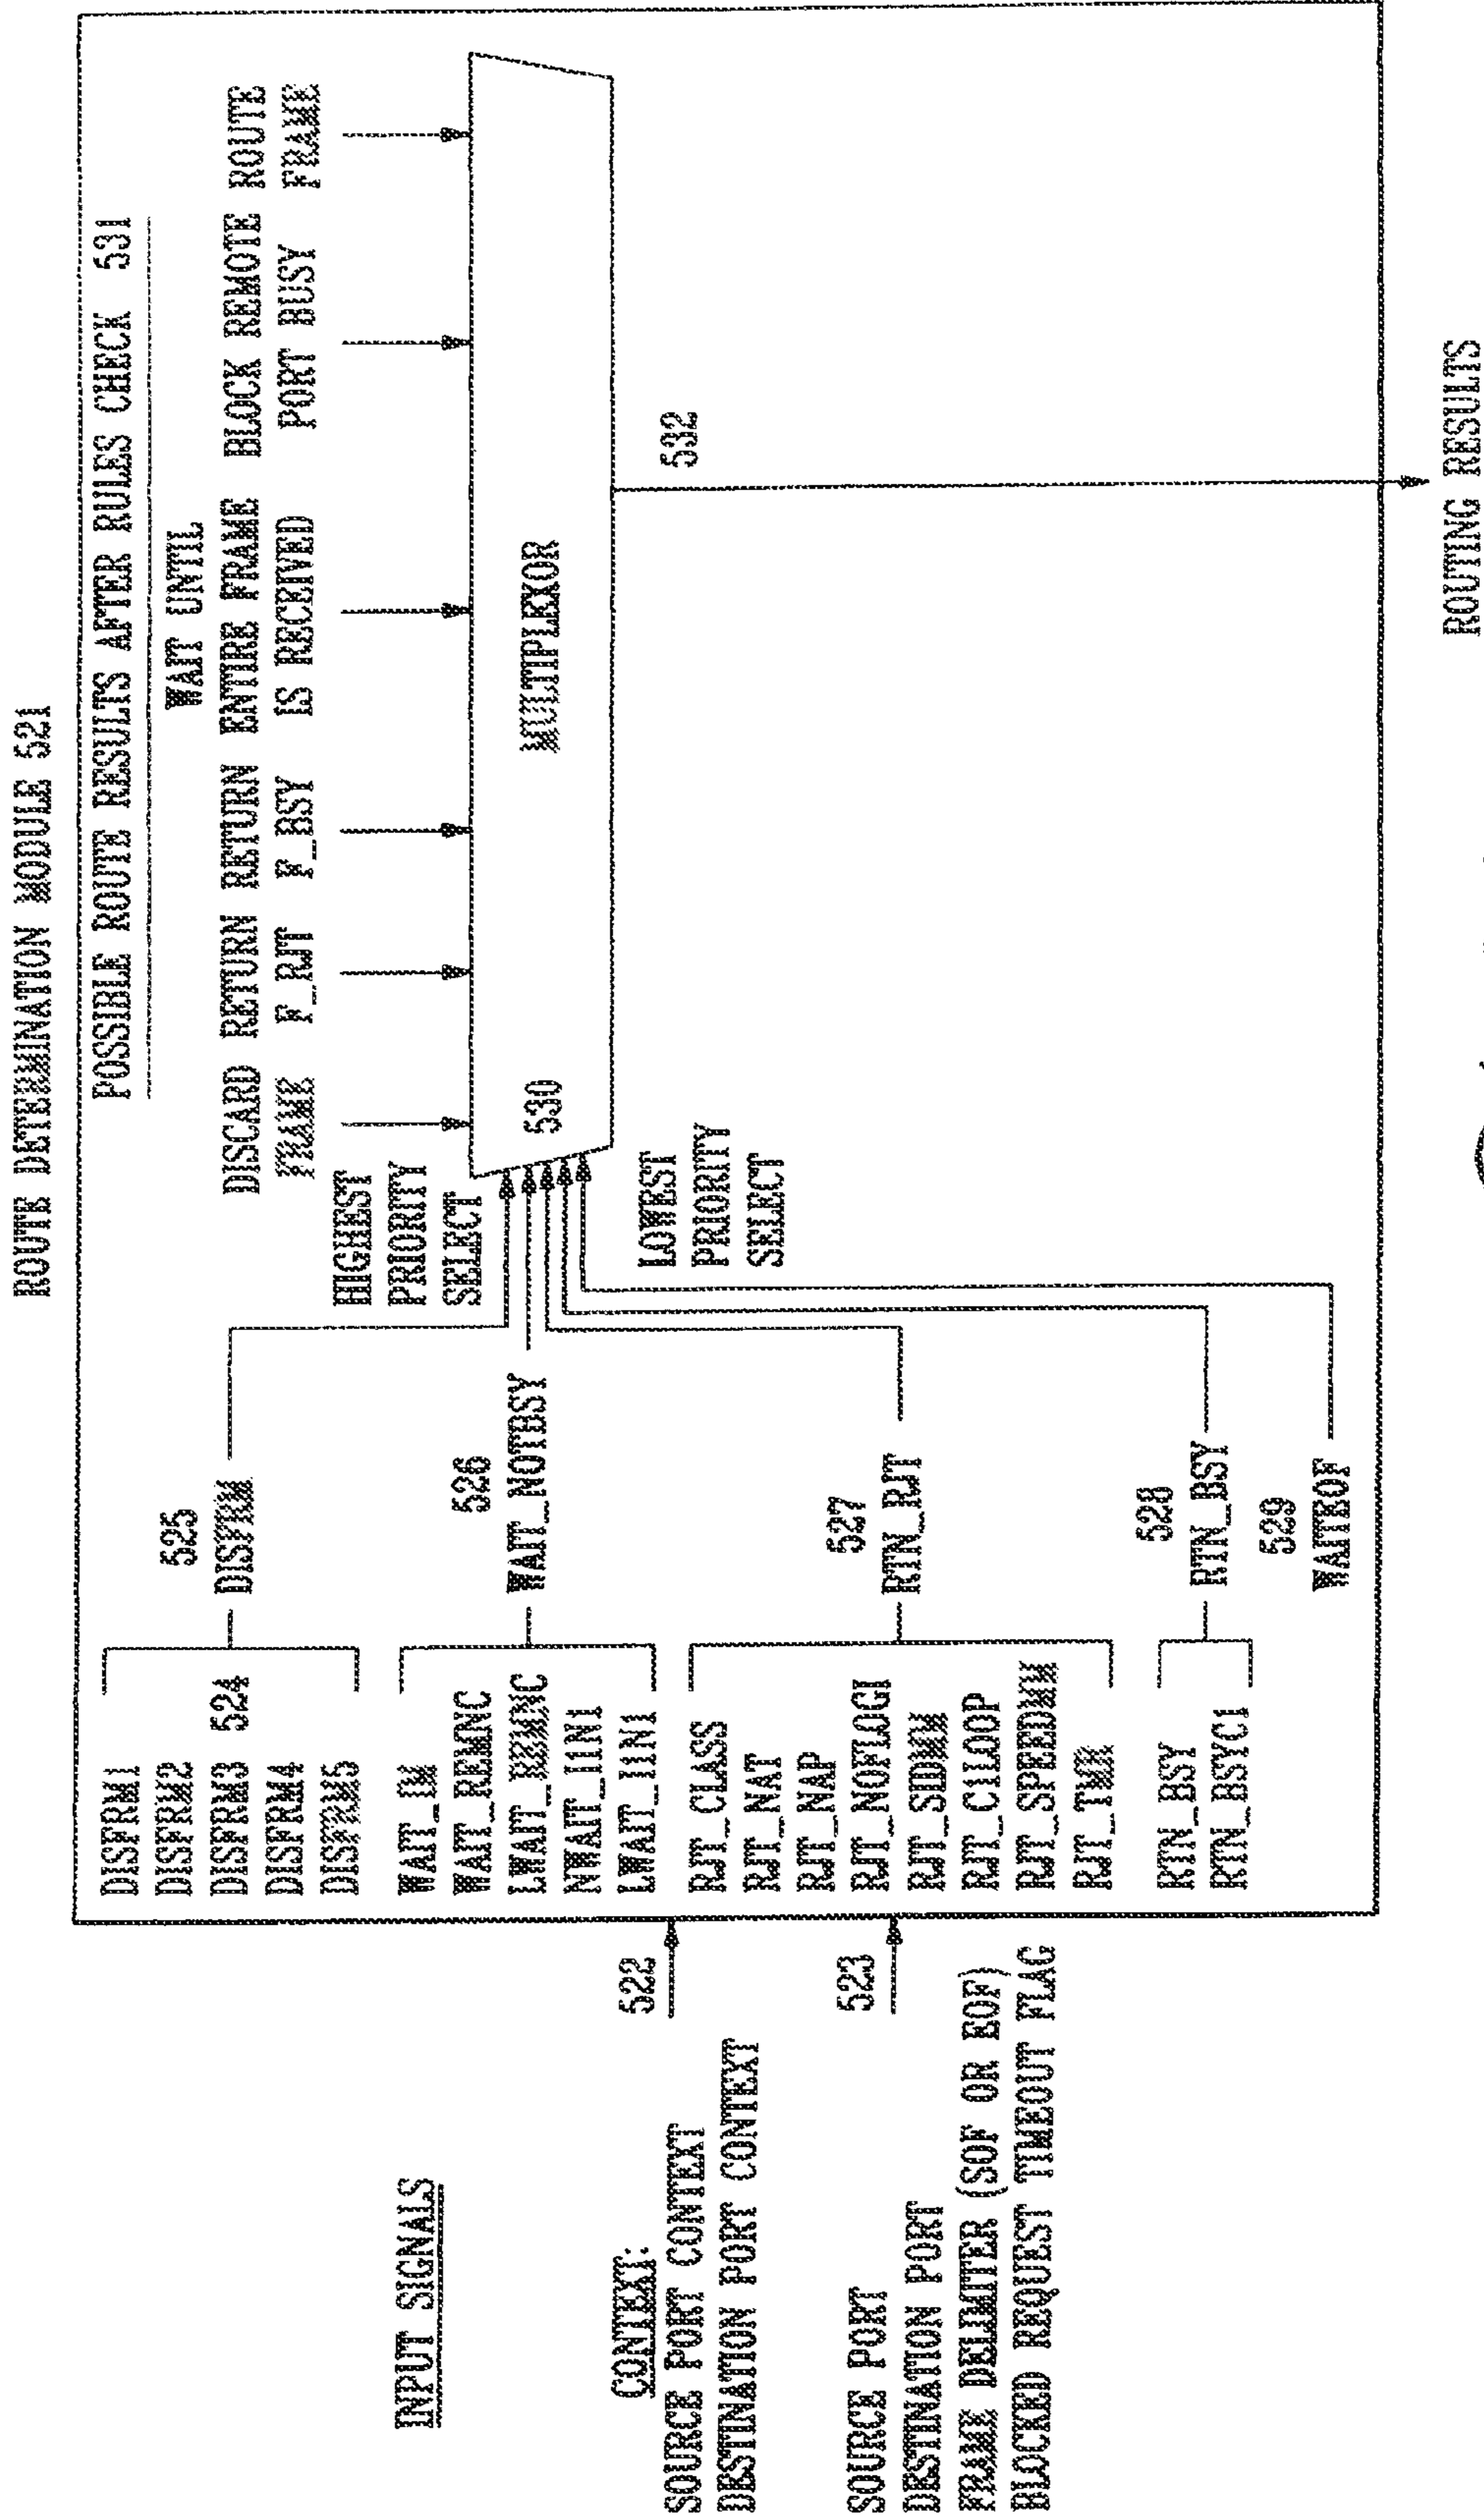 ROUTE DETERMINATION MODULE 521
POSSIBLE ROUTE RESULTS AFTER RULES CHECK 531
WAIT UNTIL
DISCARD RETURN RETURN ENTIRE FRAME BLOCK REMOTE ROUTE
FRAME F_RJT F_BSY IS RECEIVED PORT BUSY FRAME
HIGHEST
PRIORITY
SELECT
530
MULTIPLEXOR
LOWEST
PRIORITY
SELECT
532
ROUTING RESULTS
DISFRM1
DISFRM2
DISFRM3 524
DISFRM4
DISFRM5
525
DISFRM
WAIT_IM
WAIT_REMNC
LWAIT_REMNC
NWAIT_I1N1
LWAIT_I1N1
526
WAIT_NOTBSY
RJT_CLASS
RJT_NAT
RJT_NAP
RJT_NOFLOGI
RJT_SIDMM
RJT_C1LOOP
RJT_SPEEDMM
RJT_TMR
527
RTN_RJT
RTN_BSY
RTN_BSYC1
528
RTN_BSY
529
WAITEOF
INPUT SIGNALS
CONTEXT:
SOURCE PORT CONTEXT
DESTINATION PORT CONTEXT
522
SOURCE PORT
DESTINATION PORT
FRAME DELIMITER (SOF OR EOF)
BLOCKED REQUEST TIMEOUT FLAG
523